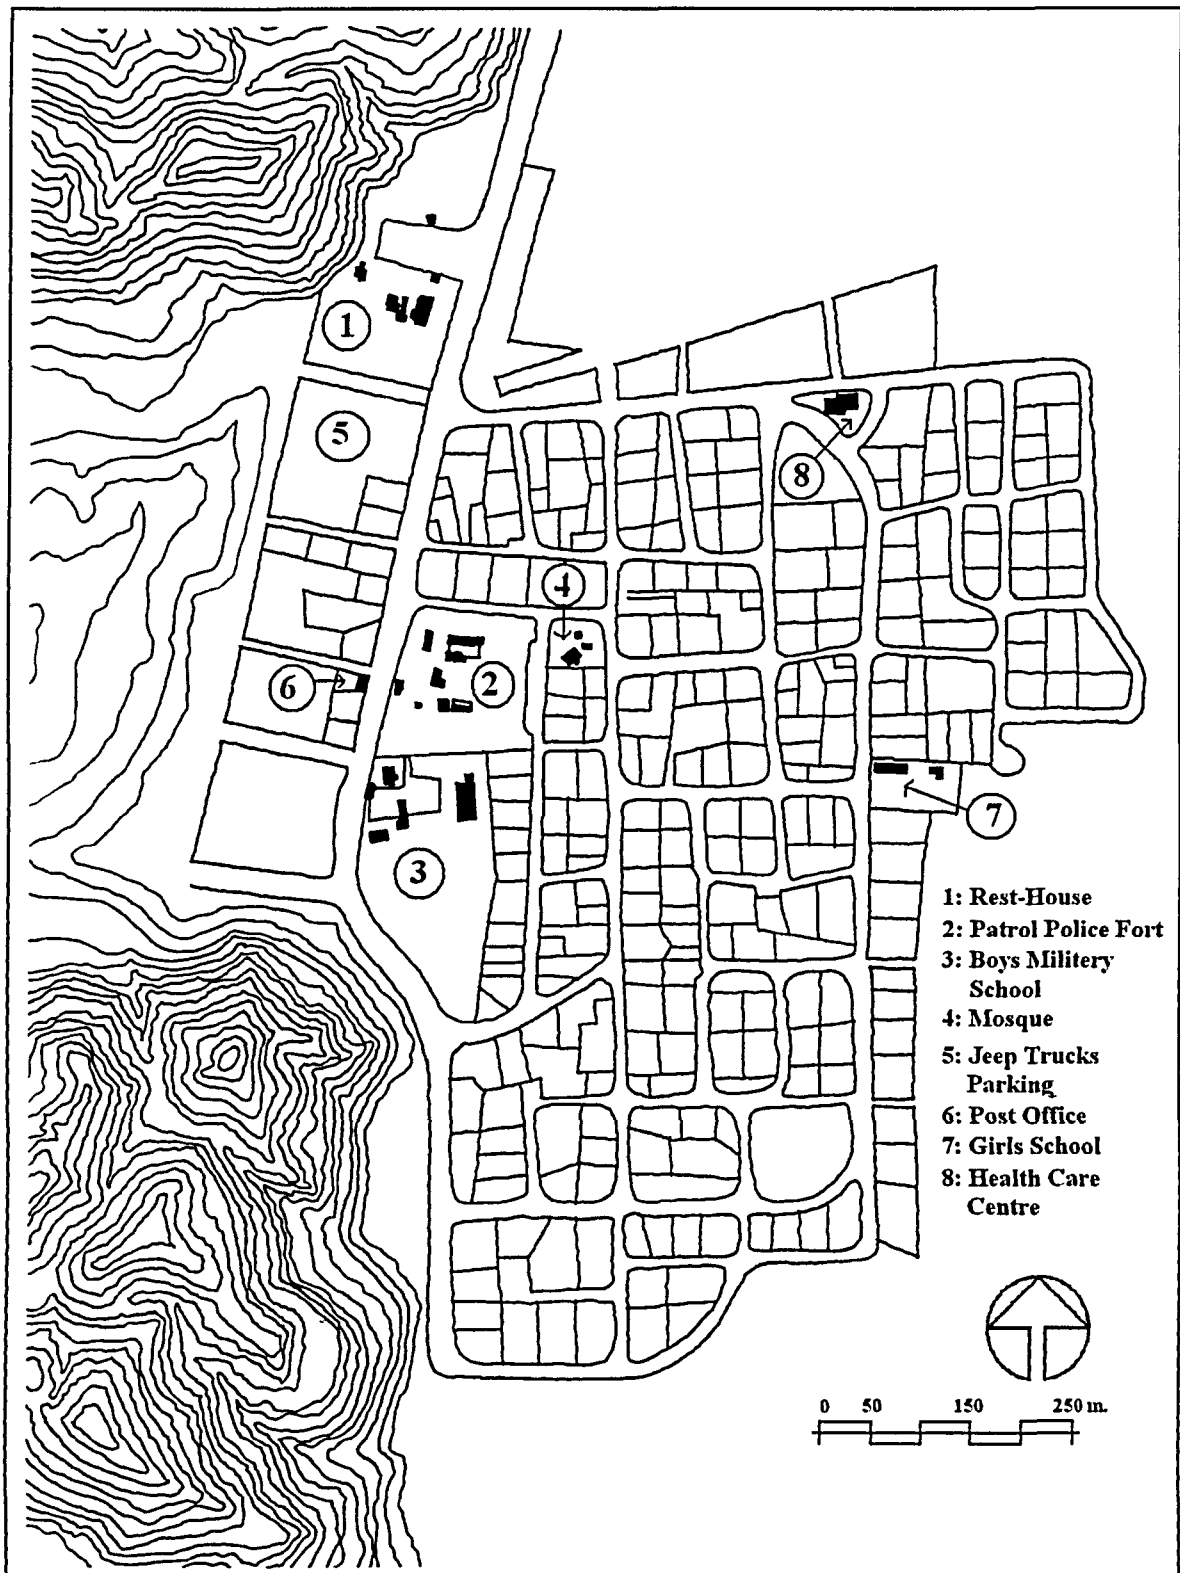 1
5
8
4
6
2
7
3
1: Rest-House
2: Patrol Police Fort
3: Boys Militery
School
4: Mosque
5: Jeep Trucks
Parking
6: Post Office
7: Girls School
8: Health Care
Centre
0 50 150 250 m.